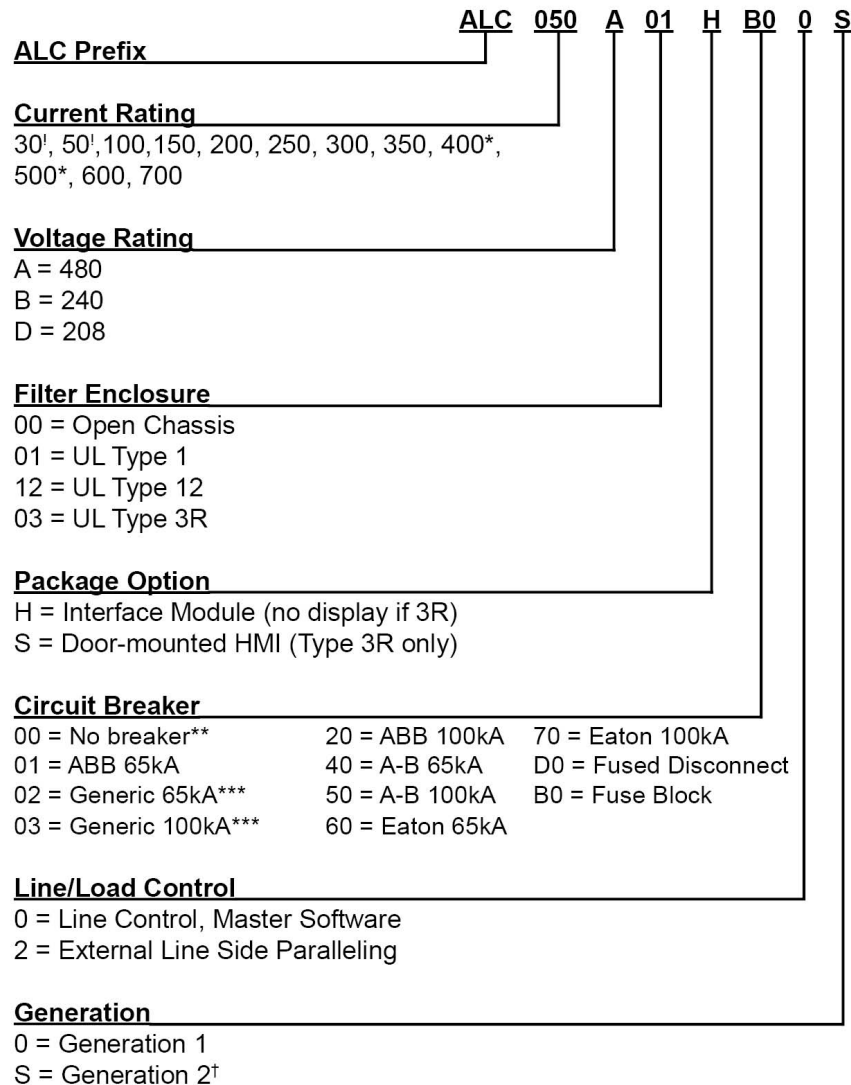 ALC 050 A 01 H B0 0 S
ALC Prefix
Current Rating
30!, 50!,100,150, 200, 250, 300, 350, 400*,
500*, 600, 700
Voltage Rating
A = 480
B = 240
D = 208
Filter Enclosure
00 = Open Chassis
01 = UL Type 1
12 = UL Type 12
03 = UL Type 3R
Package Option
H = Interface Module (no display if 3R)
S = Door-mounted HMI (Type 3R only)
Circuit Breaker
00 = No breaker** 20 = ABB 100kA 70 = Eaton 100kA
01 = ABB 65kA 40 = A-B 65kA D0 = Fused Disconnect
02 = Generic 65kA*** 50 = A-B 100kA B0 = Fuse Block
03 = Generic 100kA*** 60 = Eaton 65kA
Line/Load Control
0 = Line Control, Master Software
2 = External Line Side Paralleling
Generation
0 = Generation 1
S = Generation 2†